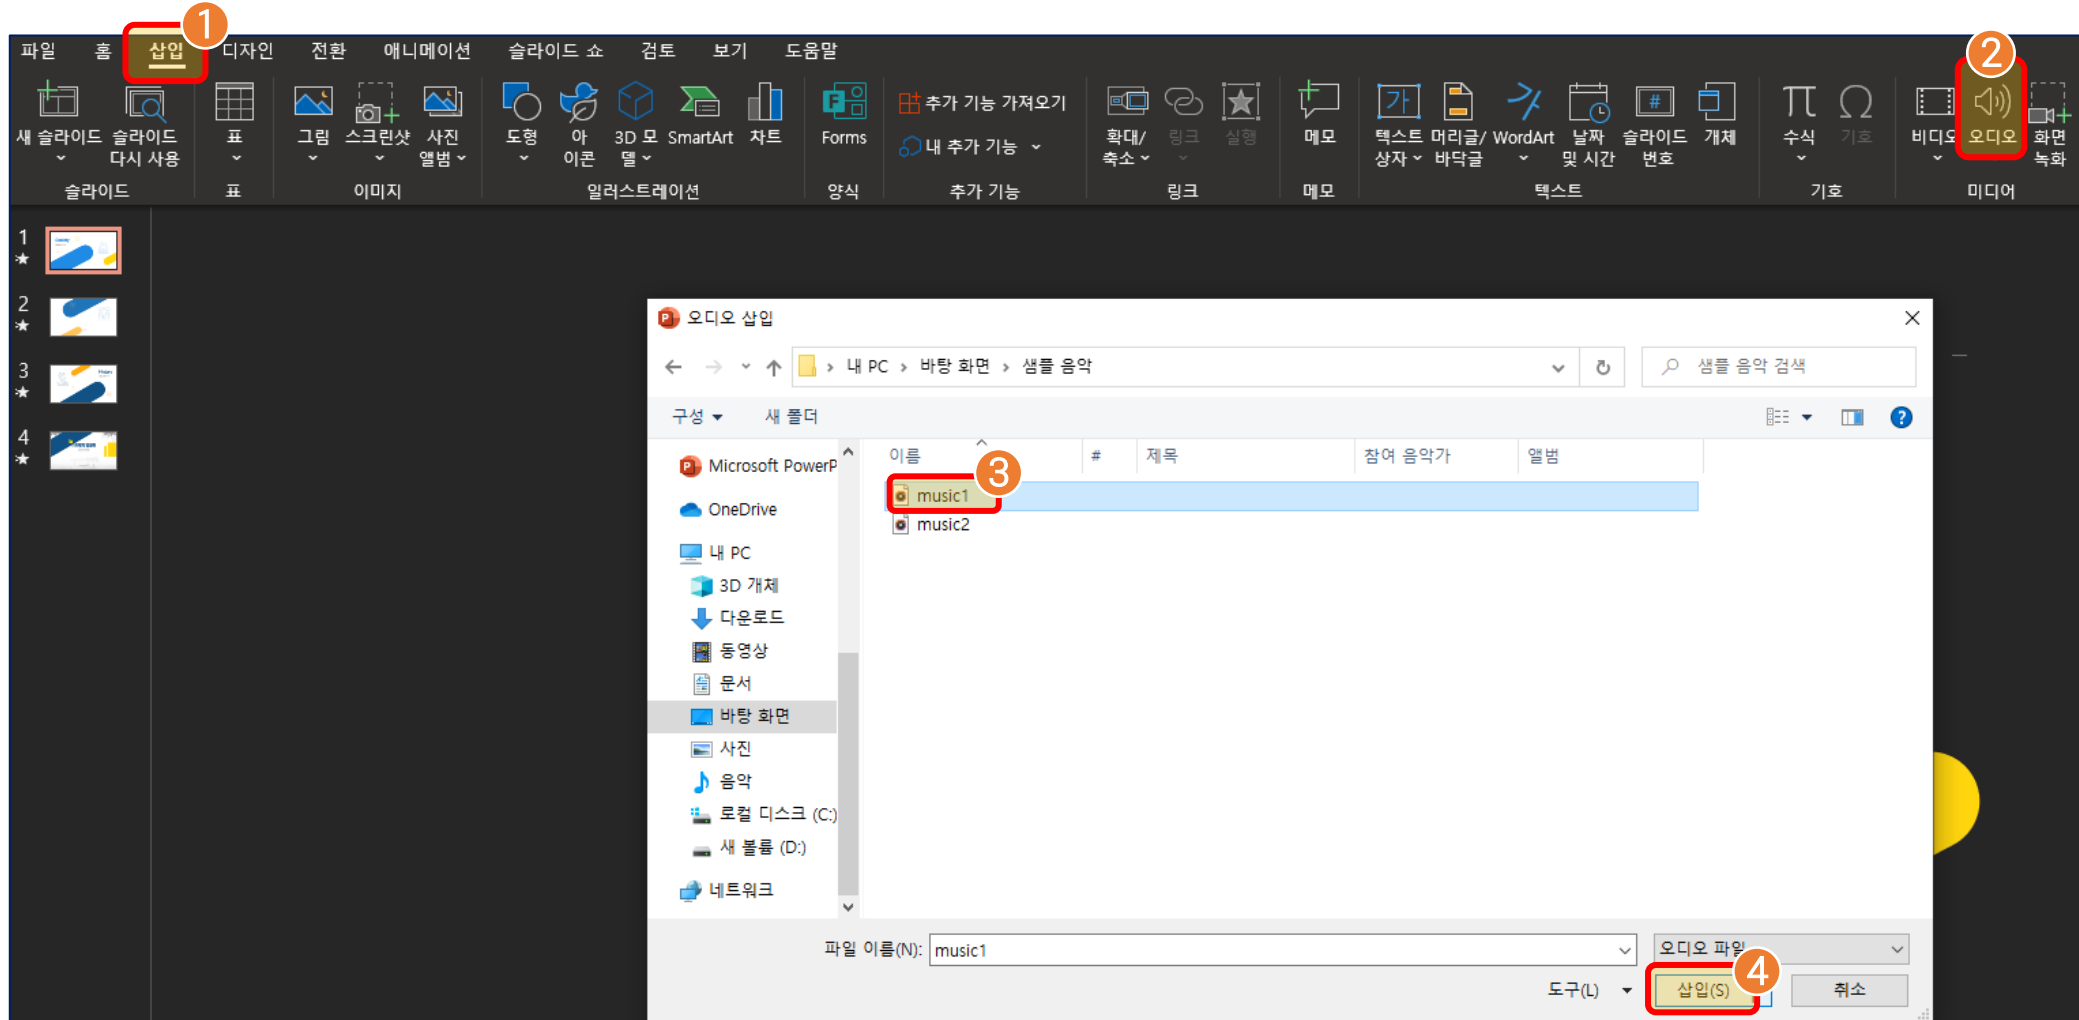 1
2
파일 홈 삽입 디자인 전환 애니메이션 슬라이드 쇼 검토 보기 도움말
새 슬라이드 슬라이드 다시 사용
표
그림 스크린샷 사진 앨범
도형 아이콘 3D 모델 SmartArt 차트
Forms
추가 기능 가져오기
내 추가 기능
확대/축소 링크 실행
메모
텍스트 상자 머리글/바닥글 WordArt 날짜 및 시간 슬라이드 번호 개체
수식 기호
비디오 오디오 화면 녹화
슬라이드 표 이미지 일러스트레이션 양식 추가 기능 링크 메모 텍스트 기호 미디어
1
2
3
4
오디오 삽입
내 PC 바탕 화면 샘플 음악
샘플 음악 검색
구성 새 폴더
이름 # 제목 참여 음악가 앨범
3
music1
music2
Microsoft PowerP
OneDrive
내 PC
3D 개체
다운로드
동영상
문서
바탕 화면
사진
음악
로컬 디스크 (C:)
새 볼륨 (D:)
네트워크
파일 이름(N): music1 오디오 파일
4
도구(L) 삽입(S) 취소